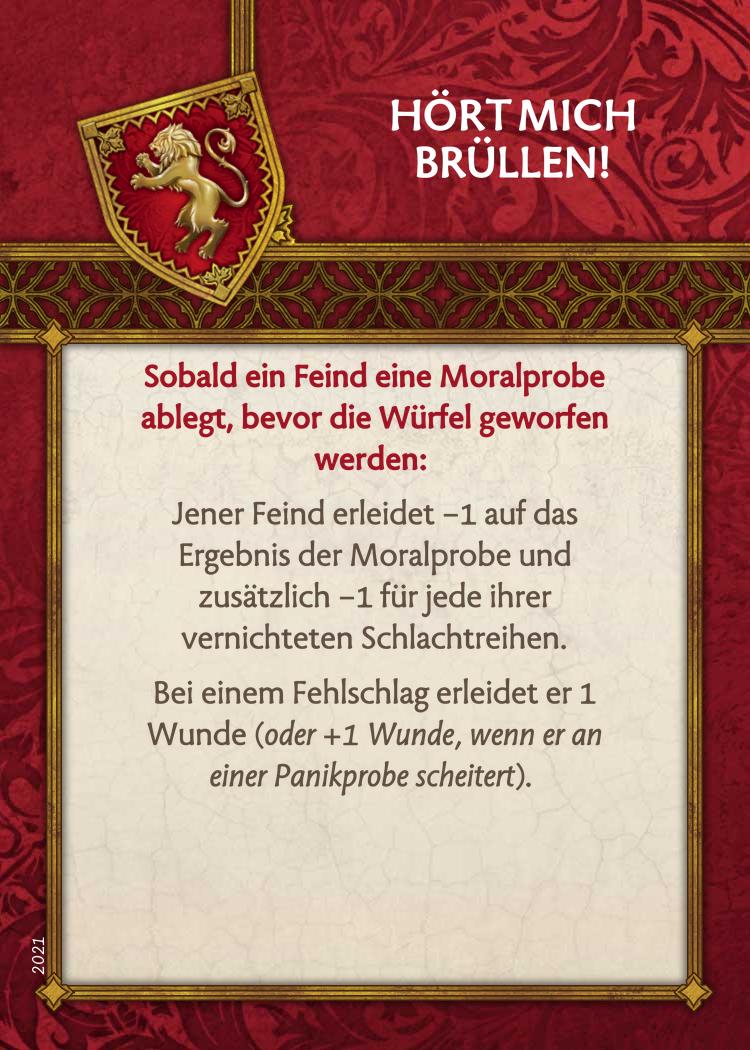 HÖRT MICH
BRÜLLEN!
Sobald ein Feind eine Moralprobe
ablegt, bevor die Würfel geworfen
werden:
Jener Feind erleidet –1 auf das
Ergebnis der Moralprobe und
zusätzlich –1 für jede ihrer
vernichteten Schlachtreihen.
Bei einem Fehlschlag erleidet er 1
Wunde (oder +1 Wunde, wenn er an
einer Panikprobe scheitert).
2021